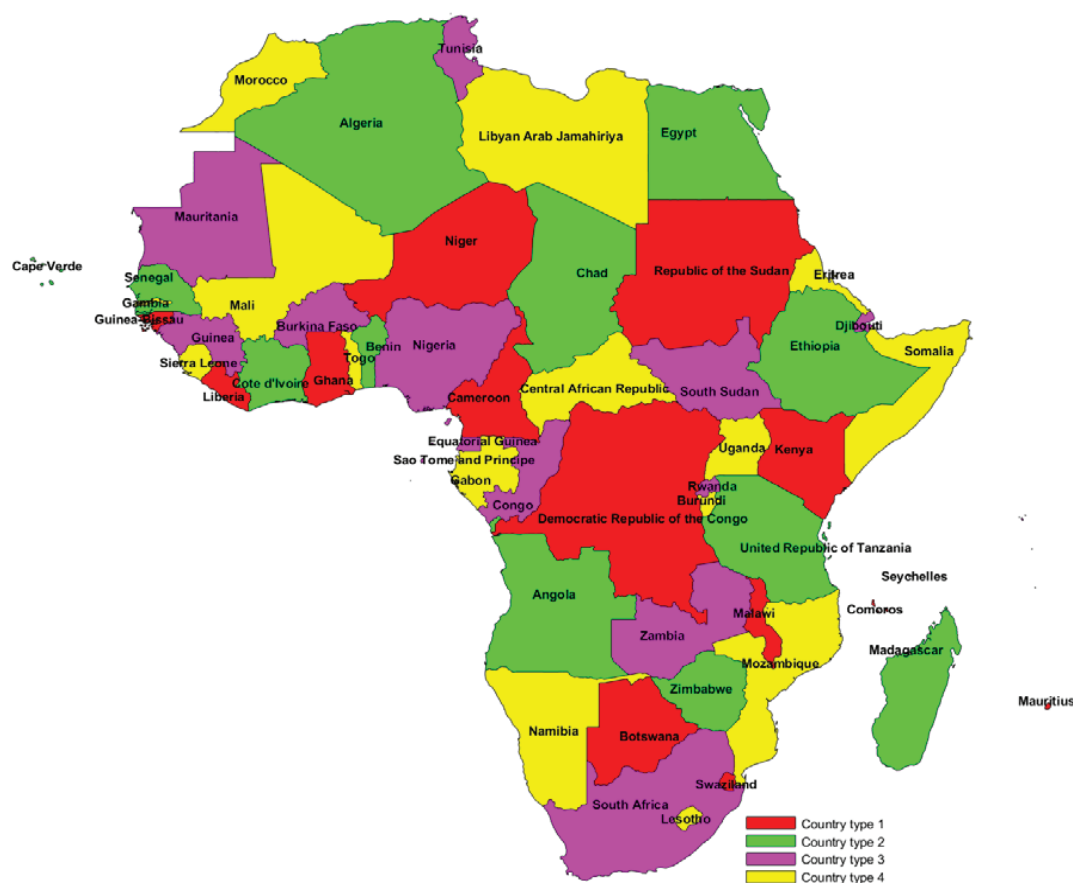 Tunisia
Morocco
Algeria
Libyan Arab Jamahiriya
Egypt
Mauritania
Niger
Cape Verde
Senegal
Chad
Republic of the Sudan
Eritrea
Gambia
Mali
Guinea-Bissau
Burkina Faso
Djibouti
Guinea
Benin
Nigeria
Ethiopia
Somalia
Sierra Leone
Togo
Cote d'Ivoire
Ghana
Central African Republic
South Sudan
Liberia
Cameroon
Equatorial Guinea
Uganda
Kenya
Sao Tome and Principe
Gabon
Rwanda
Burundi
Congo
Democratic Republic of the Congo
United Republic of Tanzania
Seychelles
Angola
Malawi
Comoros
Zambia
Madagascar
Mozambique
Zimbabwe
Mauritius
Namibia
Botswana
Swaziland
South Africa
Lesotho
Country type 1
Country type 2
Country type 3
Country type 4